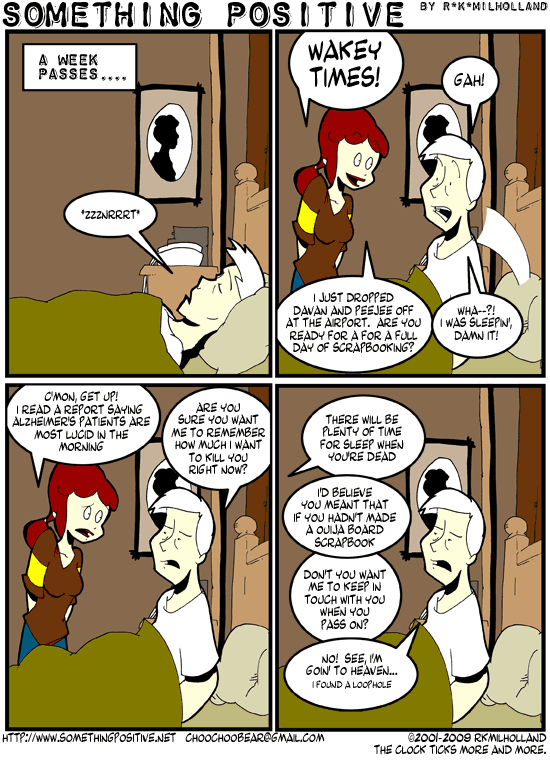 SOMETHING POSITIVE BY R*K*MILHOLLAND
A WEEK
PASSES....
*ZZZNRRRT*
WAKEY
TIMES!
GAH!
I JUST DROPPED
DAVAN AND PEEJEE OFF
AT THE AIRPORT. ARE YOU
READY FOR A FOR A FULL
DAY OF SCRAPBOOKING?
WHA--?!
I WAS SLEEPIN',
DAMN IT!
C'MON, GET UP!
I READ A REPORT SAYING
ALZHEIMER'S PATIENTS ARE
MOST LUCID IN THE
MORNING
ARE YOU
SURE YOU WANT
ME TO REMEMBER
HOW MUCH I WANT
TO KILL YOU
RIGHT NOW?
THERE WILL BE
PLENTY OF TIME
FOR SLEEP WHEN
YOU'RE DEAD
I'D BELIEVE
YOU MEANT THAT
IF YOU HADN'T MADE
A OUIJA BOARD
SCRAPBOOK
DON'T YOU WANT
ME TO KEEP IN
TOUCH WITH YOU
WHEN YOU
PASS ON?
NO! SEE, I'M
GOIN' TO HEAVEN...
I FOUND A LOOPHOLE
HTTP://WWW.SOMETHINGPOSITIVE.NET CHOOCHOOBEAR@GMAIL.COM
©2001-2009 RKMILHOLLAND
THE CLOCK TICKS MORE AND MORE.